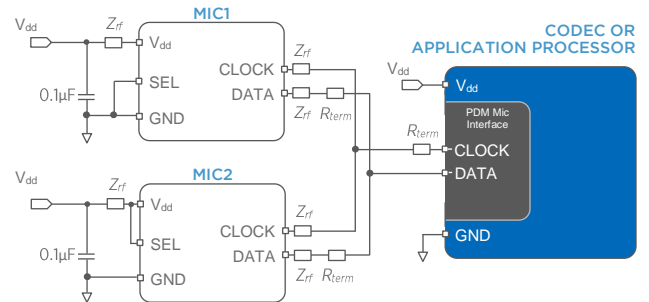 MIC1
Vdd
Zrf
Vdd
Zrf
CLOCK
SEL
0.1µF
DATA
GND
Zrf
Rterm
CODEC OR
APPLICATION PROCESSOR
Vdd
Vdd
PDM Mic
Interface
Rterm
CLOCK
DATA
GND
MIC2
Vdd
Zrf
Vdd
Zrf
CLOCK
SEL
0.1µF
DATA
GND
Zrf
Rterm